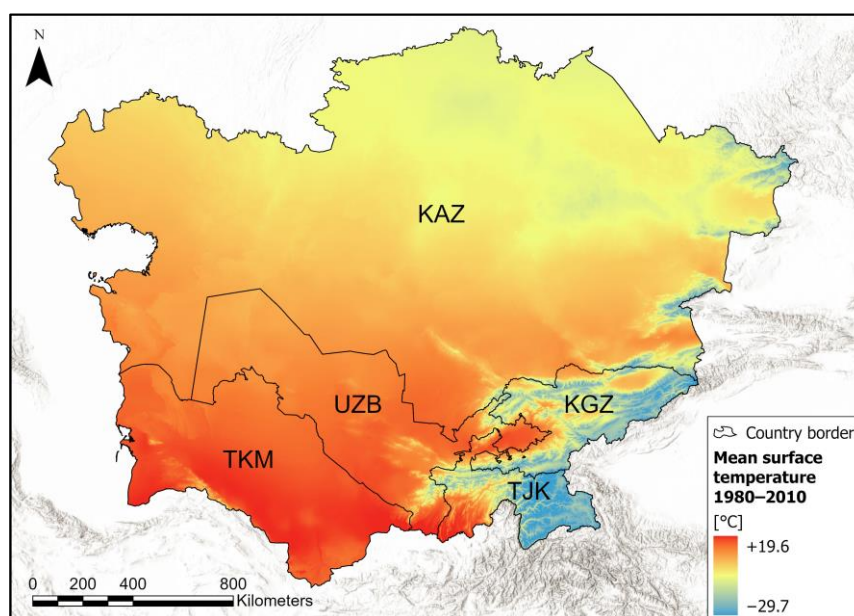 N
KAZ
UZB
KGZ
TKM
TJK
Country border
Mean surface
temperature
1980–2010
[°C]
+19.6
−29.7
0 200 400 800
Kilometers